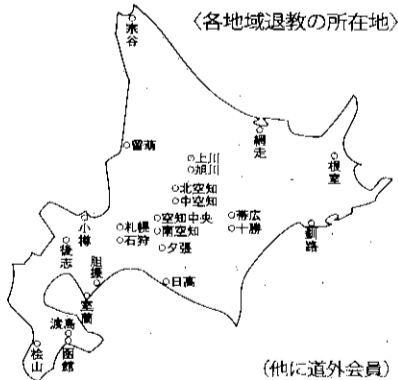 〈各地域退教の所在地〉
宗谷
留萌
上川
旭川
網走
根室
北空知
中空知
小樽
札幌
石狩
空知中央
南空知
夕張
帯広
十勝
釧路
後志
胆振
日高
室蘭
渡島
桧山
函館
(他に道外会員)